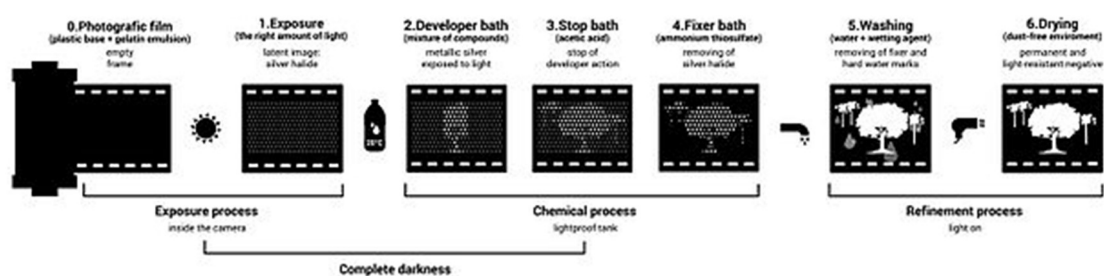 0.Photografic film
(plastic base + gelatin emulsion)
empty
frame
1.Exposure
(the right amount of light)
latent image:
silver halide
2.Developer bath
(mixture of compounds)
metallic silver
exposed to light
3.Stop bath
(acetic acid)
stop of
developer action
4.Fixer bath
(ammonium thiosulfate)
removing of
silver halide
5.Washing
(water + wetting agent)
removing of fixer and
hard water marks
6.Drying
(dust-free enviroment)
permanent and
light-resistant negative
Exposure process
inside the camera
Chemical process
lightproof tank
Refinement process
light on
Complete darkness